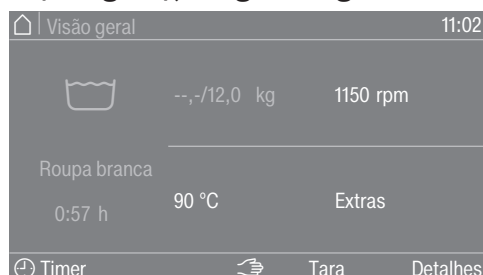 Visão geral 11:02
--,-/12,0 kg 1150 rpm
Roupa branca
0:57 h 90 °C Extras
Timer Tara Detalhes